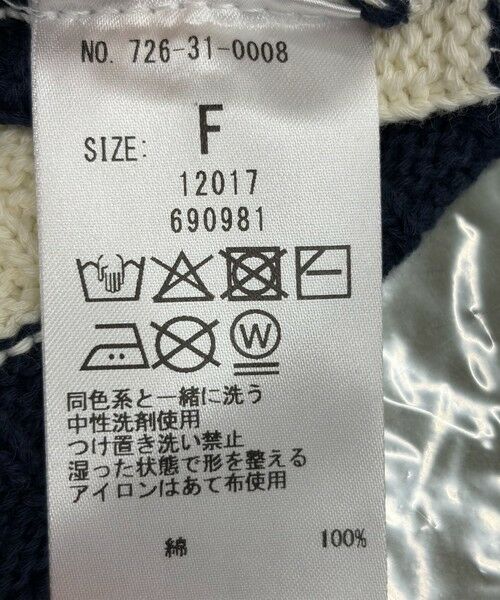 NO. 726-31-0008
SIZE: F
12017
690981
W
同色系と一緒に洗う
中性洗剤使用
つけ置き洗い禁止
湿った状態で形を整える
アイロンはあて布使用
綿 100%